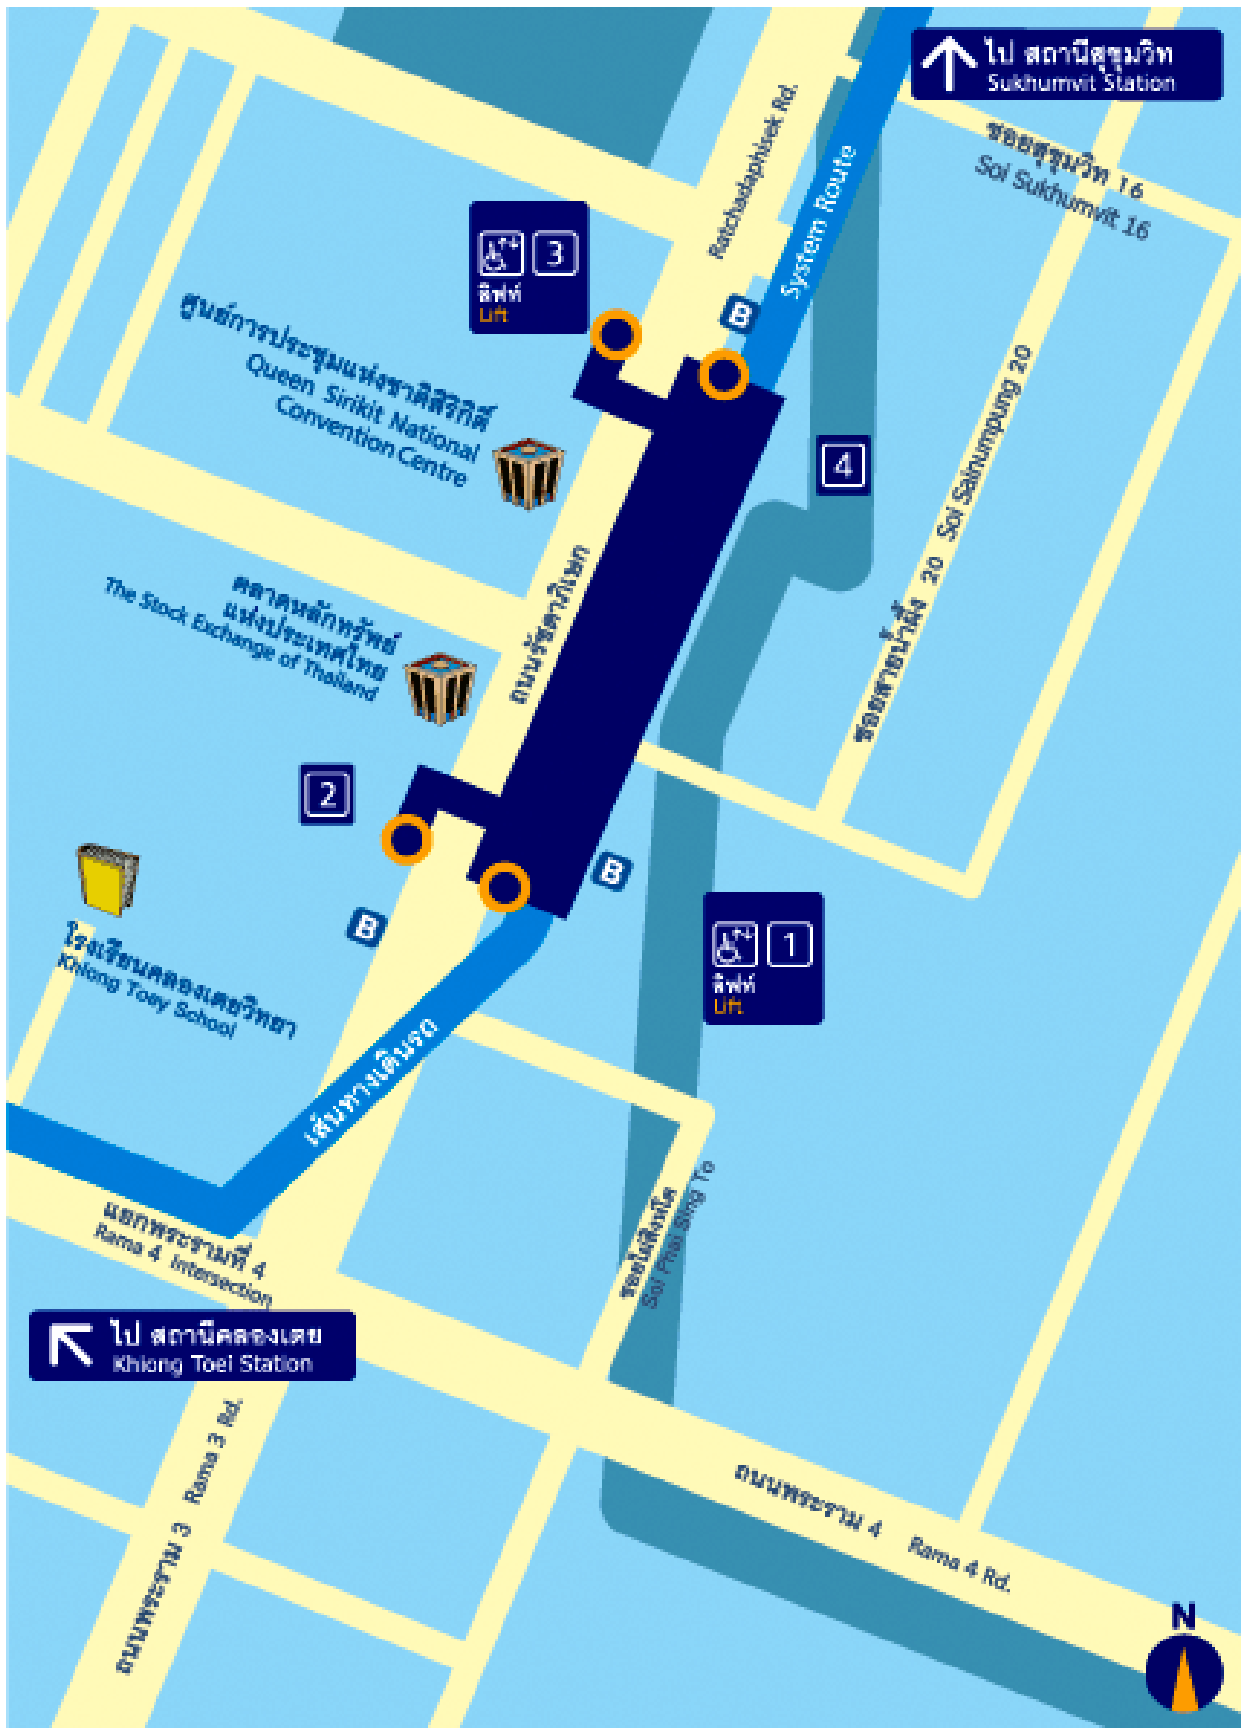 ไป สถานีสุขุมวิท
Sukhumvit Station
Ratchadaphisek Rd.
System Route
ซอยสุขุมวิท 16
Soi Sukhumvit 16
3
ลิฟท์
Lift
B
ศูนย์การประชุมแห่งชาติสิริกิติ์
Queen Sirikit National
Convention Centre
4
ซอยสายน้ำผึ้ง 20 Soi Sainumpung 20
ถนนรัชดาภิเษก
ตลาดหลักทรัพย์
แห่งประเทศไทย
The Stock Exchange of Thailand
2
B
B
1
ลิฟท์
Lift
โรงเรียนคลองเตยวิทยา
Khlong Toey School
เส้นทางเดินรถ
แยกพระรามที่ 4
Rama 4 Intersection
ซอยไผ่สิงห์โต
Soi Phai Sing To
ไป สถานีคลองเตย
Khlong Toei Station
ถนนพระราม 3 Rama 3 Rd.
ถนนพระราม 4 Rama 4 Rd.
N